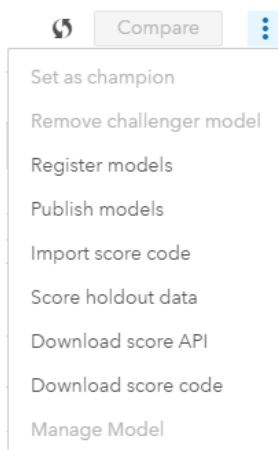 Compare
Set as champion
Remove challenger model
Register models
Publish models
Import score code
Score holdout data
Download score API
Download score code
Manage Model